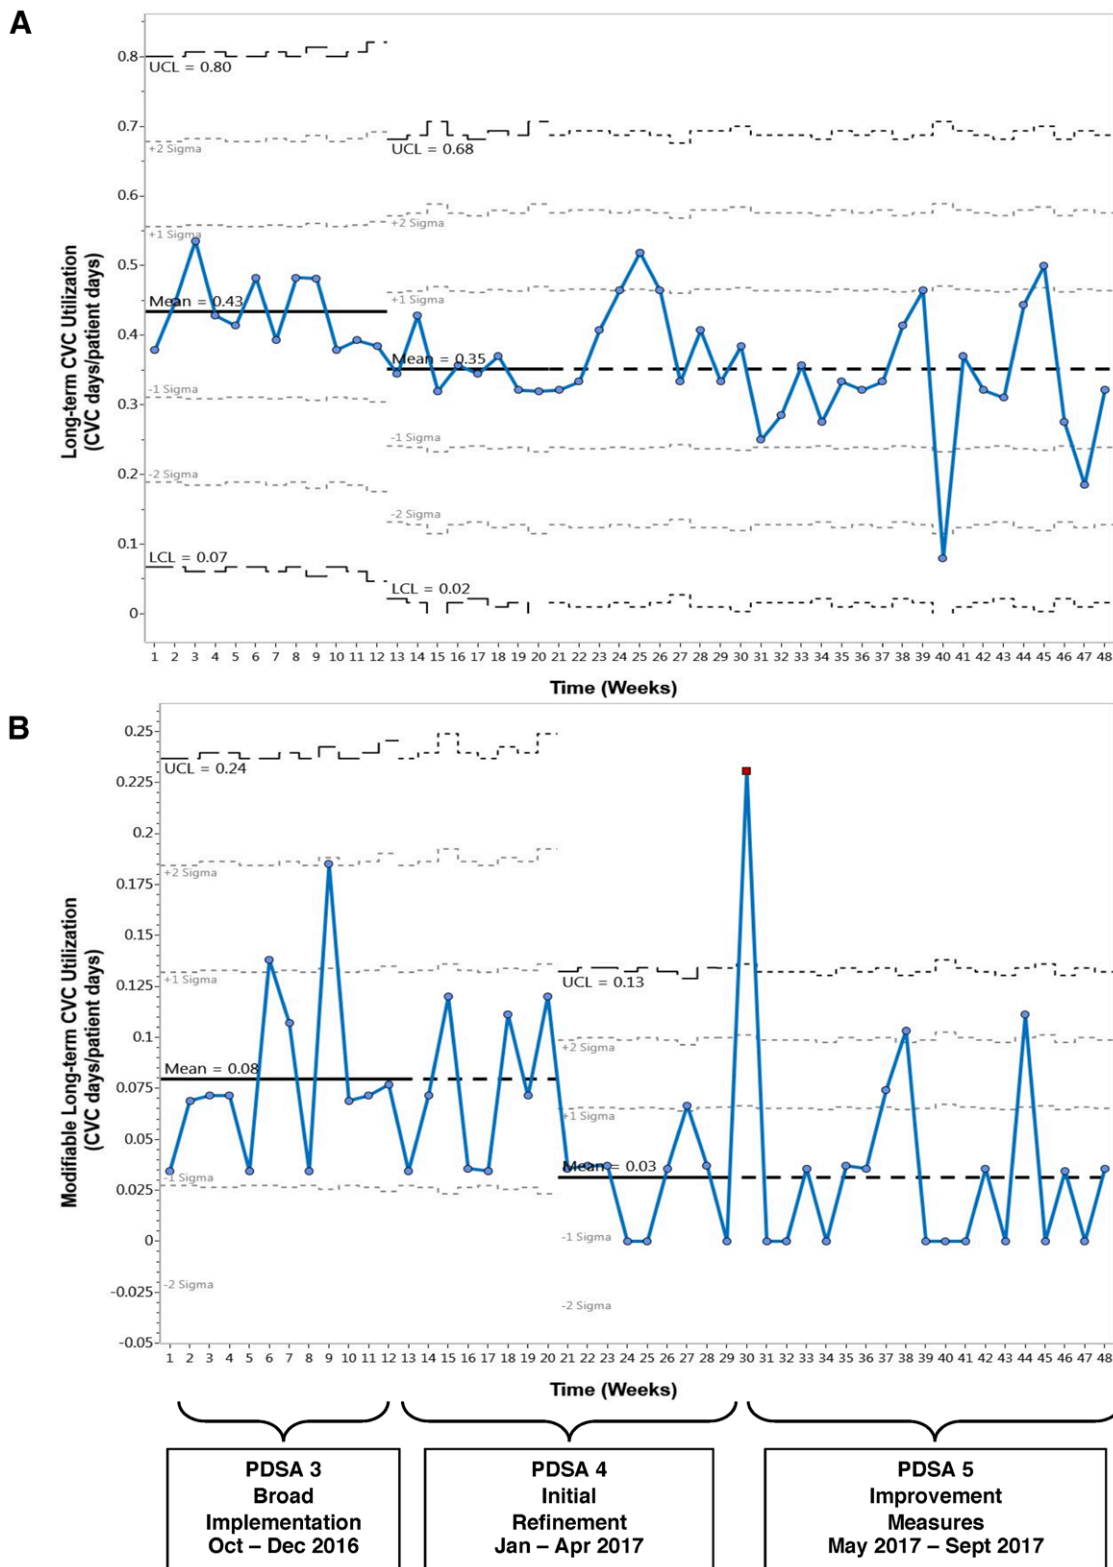 A
Long-term CVC Utilization
(CVC days/patient days)
0.8
0.7
0.6
0.5
0.4
0.3
0.2
0.1
0
UCL = 0.80
+2 Sigma
+1 Sigma
Mean = 0.43
-1 Sigma
-2 Sigma
LCL = 0.07
UCL = 0.68
+2 Sigma
+1 Sigma
Mean = 0.35
-1 Sigma
-2 Sigma
LCL = 0.02
1 2 3 4 5 6 7 8 9 10 11 12 13 14 15 16 17 18 19 20 21 22 23 24 25 26 27 28 29 30 31 32 33 34 35 36 37 38 39 40 41 42 43 44 45 46 47 48
Time (Weeks)
B
Modifiable Long-term CVC Utilization
(CVC days/patient days)
0.25
0.225
0.2
0.175
0.15
0.125
0.1
0.075
0.05
0.025
0
-0.025
-0.05
UCL = 0.24
+2 Sigma
+1 Sigma
Mean = 0.08
-1 Sigma
-2 Sigma
UCL = 0.13
+2 Sigma
+1 Sigma
Mean = 0.03
-1 Sigma
-2 Sigma
1 2 3 4 5 6 7 8 9 10 11 12 13 14 15 16 17 18 19 20 21 22 23 24 25 26 27 28 29 30 31 32 33 34 35 36 37 38 39 40 41 42 43 44 45 46 47 48
Time (Weeks)
PDSA 3
Broad
Implementation
Oct – Dec 2016
PDSA 4
Initial
Refinement
Jan – Apr 2017
PDSA 5
Improvement
Measures
May 2017 – Sept 2017